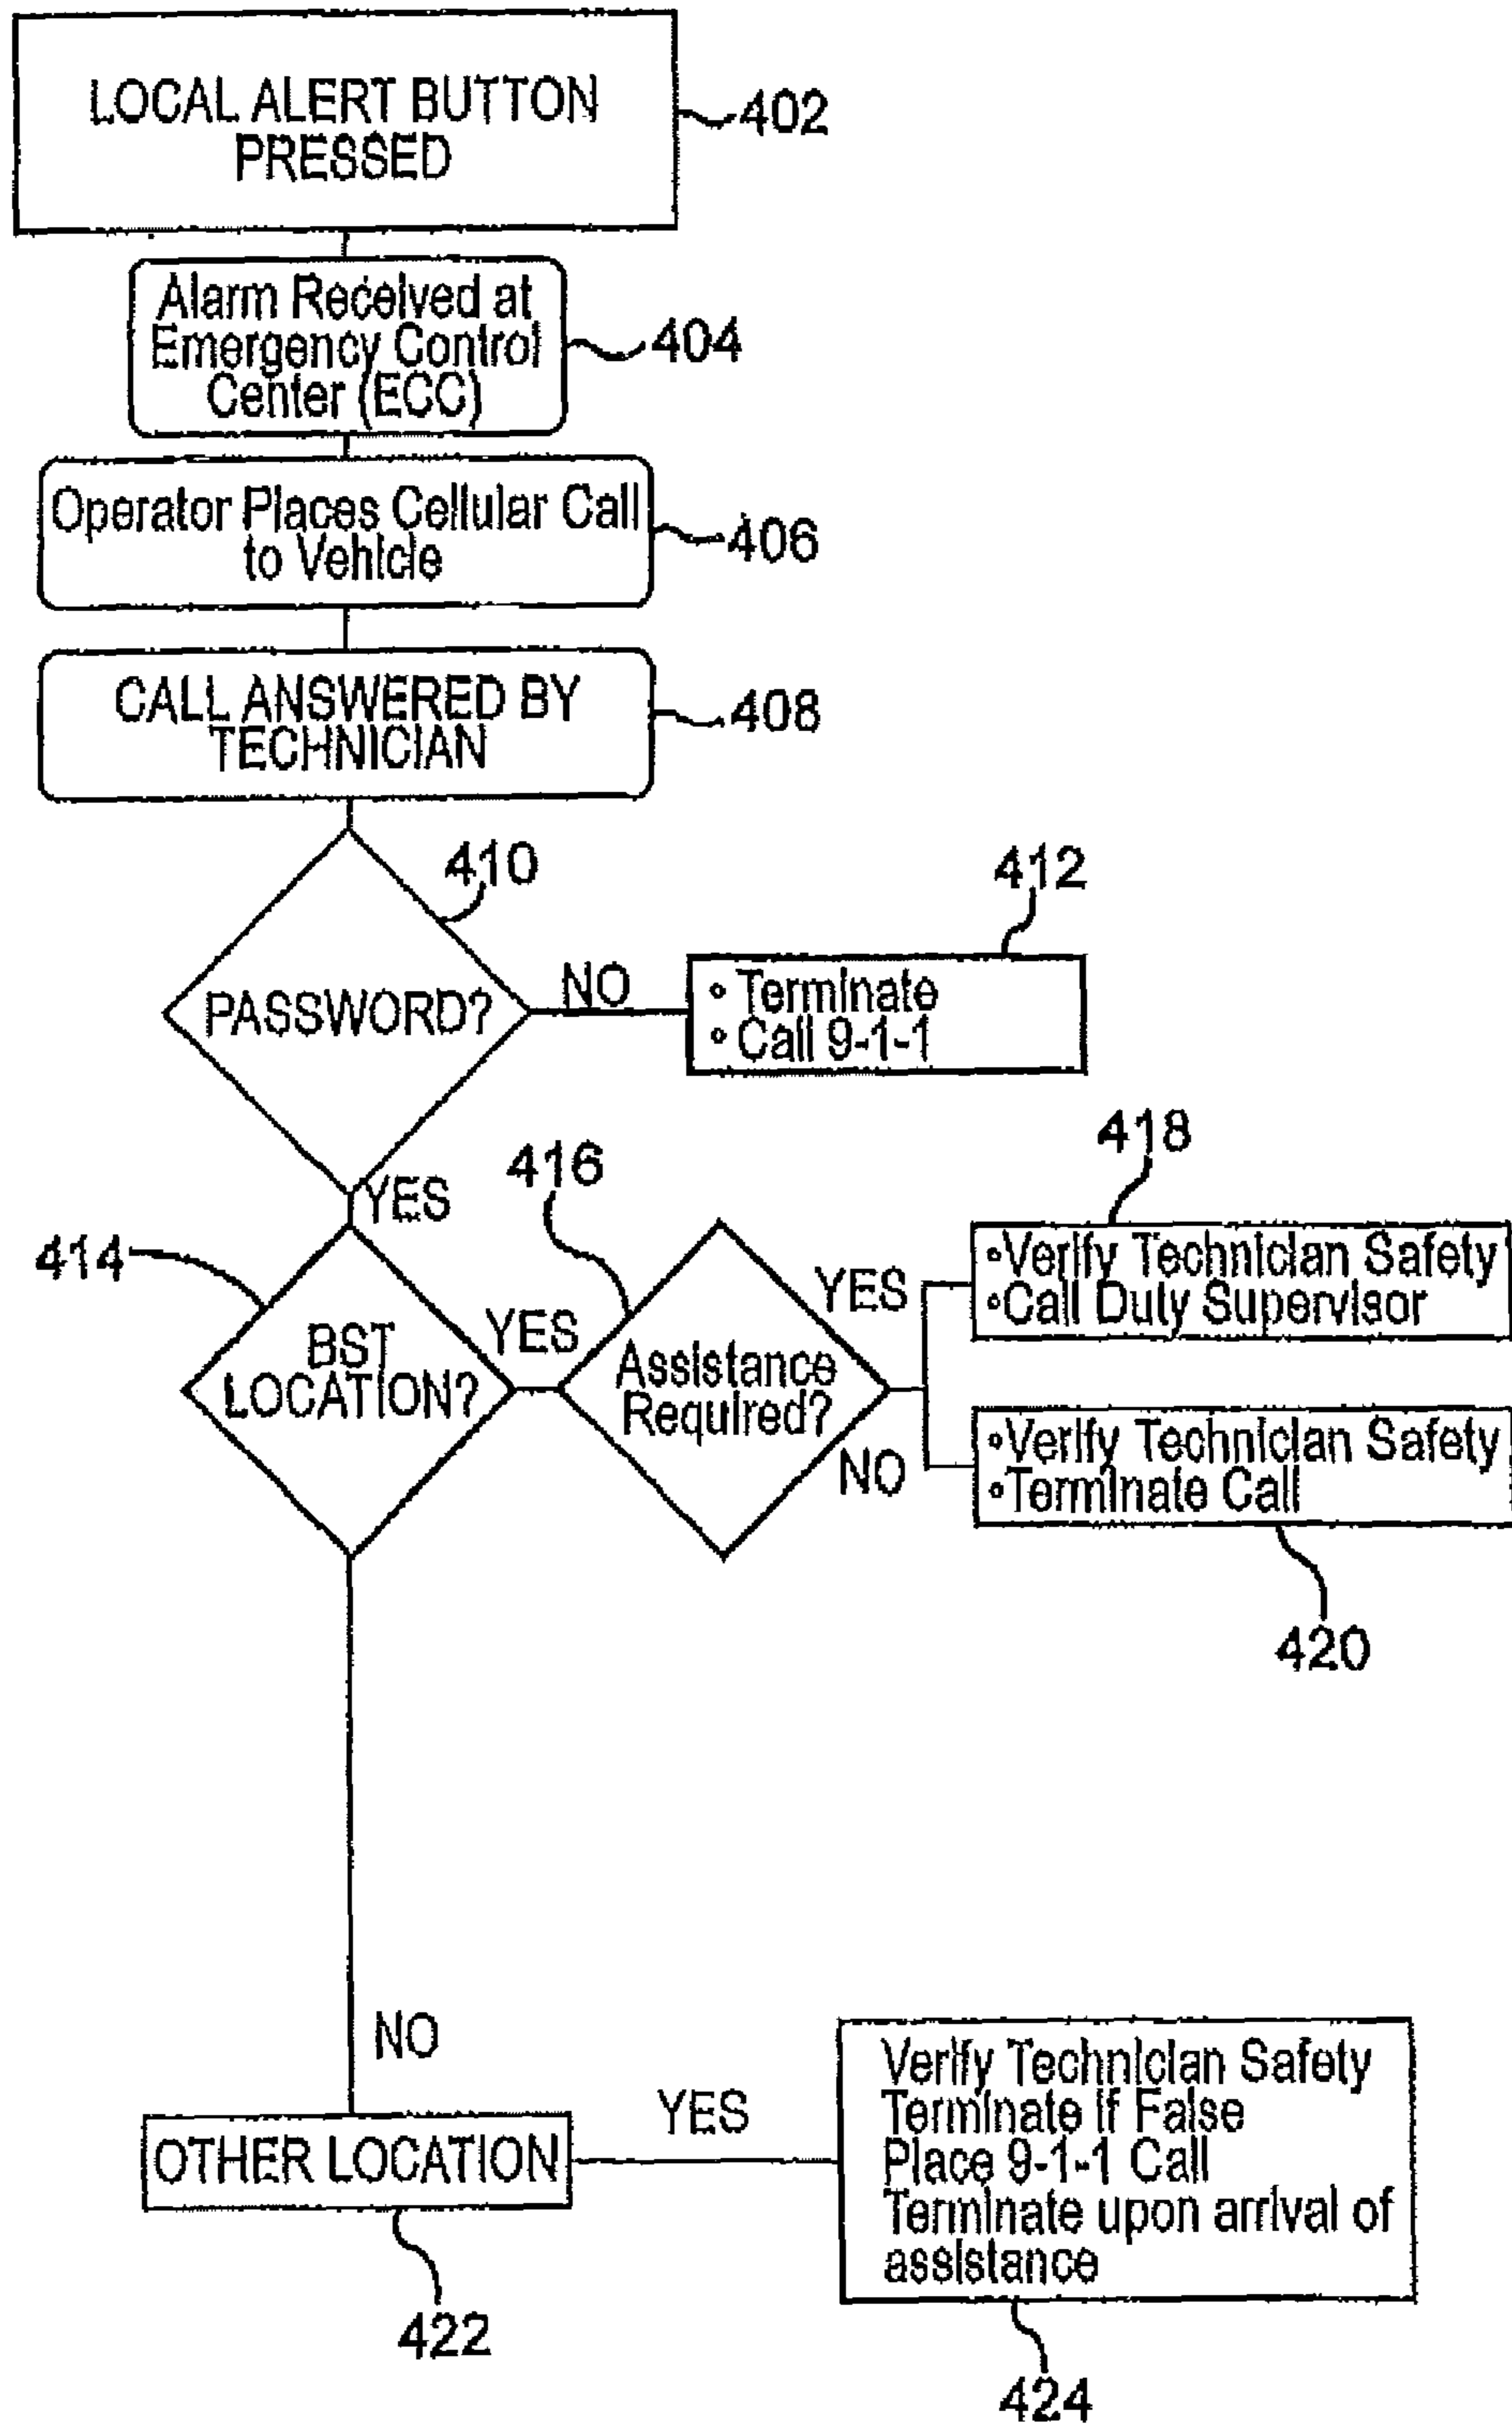 LOCAL ALERT BUTTON
PRESSED
402
Alarm Received at
Emergency Control
Center (ECC)
404
Operator Places Cellular Call
to Vehicle
406
CALL ANSWERED BY
TECHNICIAN
408
410
PASSWORD?
NO
412
• Terminate
• Call 9-1-1
YES
414
BST
LOCATION?
YES
416
Assistance
Required?
YES
418
•Verify Technician Safety
•Call Duty Supervisor
NO
•Verify Technician Safety
•Terminate Call
420
NO
OTHER LOCATION
422
YES
Verify Technician Safety
Terminate if False
Place 9-1-1 Call
Terminate upon arrival of
assistance
424